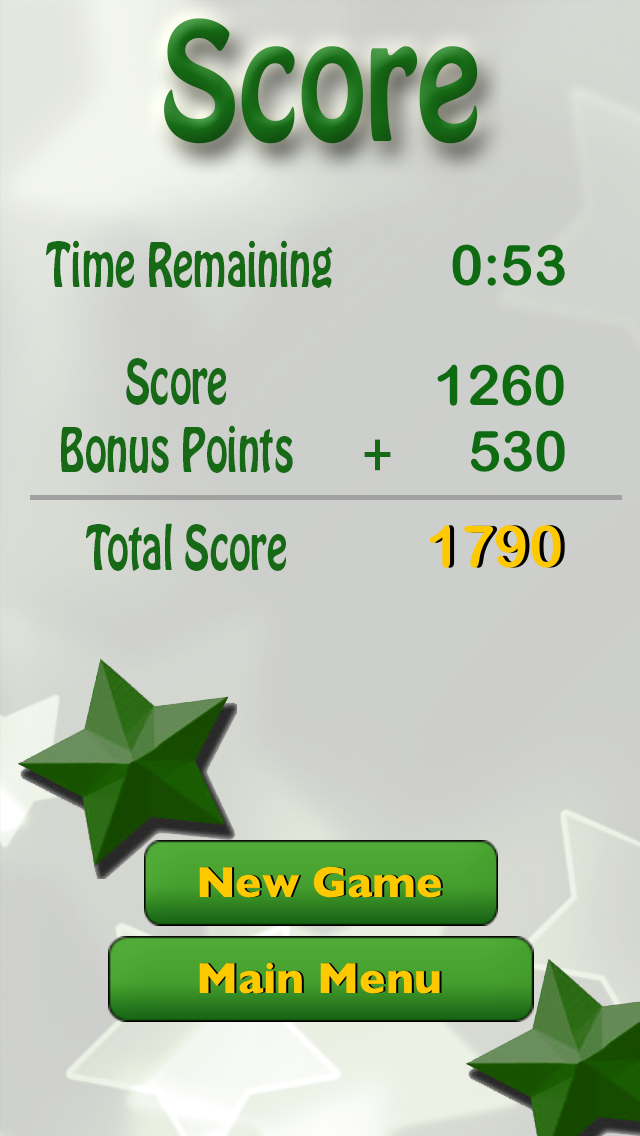 Score
Time Remaining 0:53
Score 1260
Bonus Points + 530
Total Score 1790
New Game
Main Menu